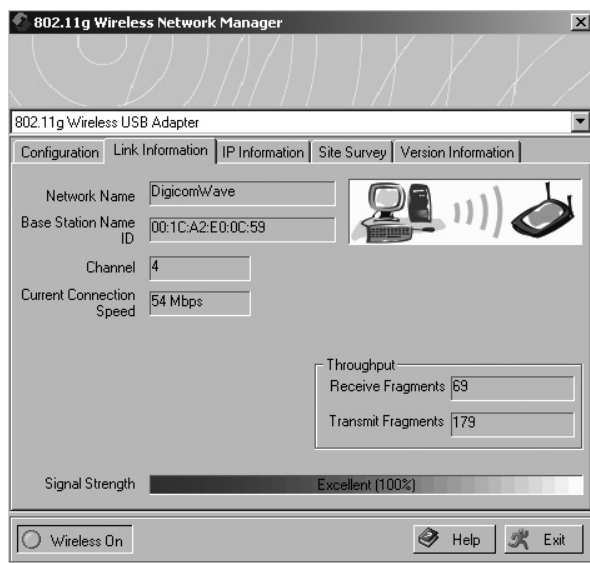 802.11g Wireless Network Manager
802.11g Wireless USB Adapter
Configuration Link Information IP Information Site Survey Version Information
Network Name DigicomWave
Base Station Name ID 00:1C:A2:E0:0C:59
Channel 4
Current Connection Speed 54 Mbps
Throughput
Receive Fragments 69
Transmit Fragments 179
Signal Strength Excellent (100%)
Wireless On Help Exit